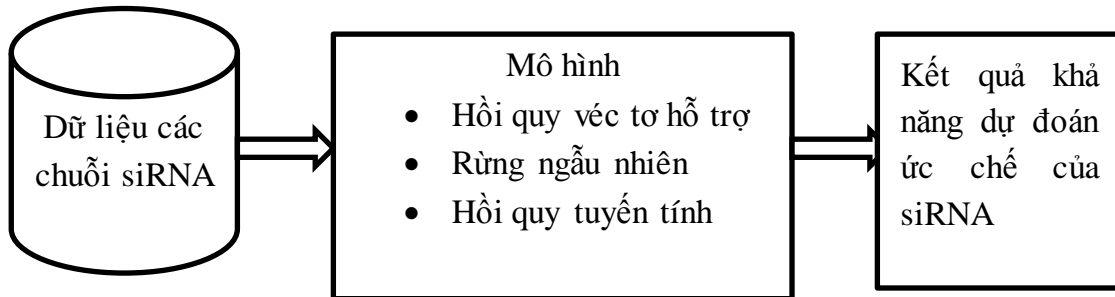 Dữ liệu các
chuỗi siRNA
Mô hình
• Hồi quy véc tơ hỗ trợ
• Rừng ngẫu nhiên
• Hồi quy tuyến tính
Kết quả khả
năng dự đoán
ức chế của
siRNA